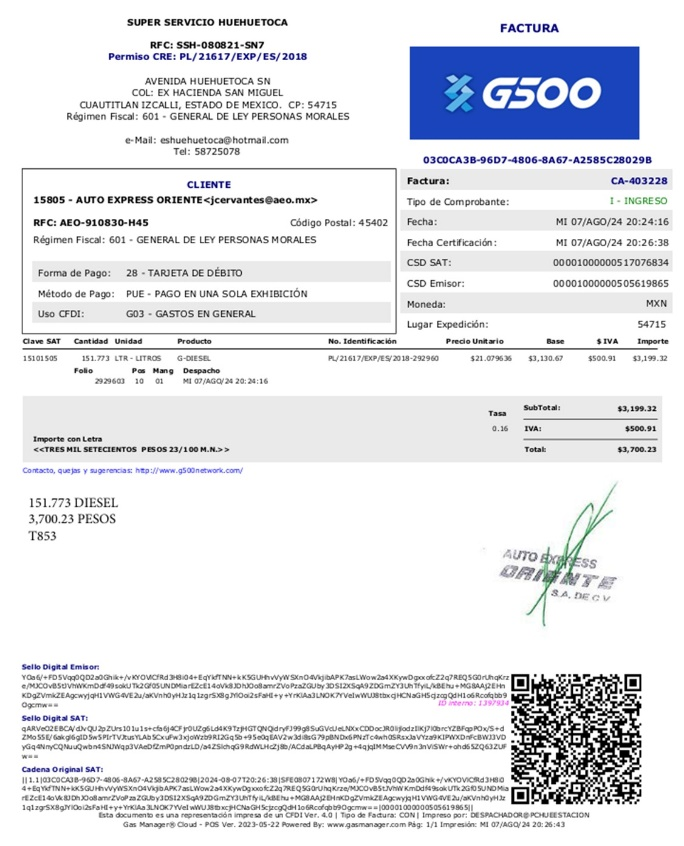 SUPER SERVICIO HUEHUETOCA
RFC: SSH-080821-SN7
Permiso CRE: PL/21617/EXP/ES/2018
AVENIDA HUEHUETOCA SN
COL: EX HACIENDA SAN MIGUEL
CUAUTITLAN IZCALLI, ESTADO DE MEXICO. CP: 54715
Régimen Fiscal: 601 - GENERAL DE LEY PERSONAS MORALES
e-Mail: eshuehuetoca@hotmail.com
Tel: 58725078
FACTURA
G500
03C0CA3B-96D7-4806-8A67-A2585C28029B
CLIENTE
15805 - AUTO EXPRESS ORIENTE<jcervantes@aeo.mx>
RFC: AEO-910830-H45 Código Postal: 45402
Régimen Fiscal: 601 - GENERAL DE LEY PERSONAS MORALES
Forma de Pago: 28 - TARJETA DE DÉBITO
Método de Pago: PUE - PAGO EN UNA SOLA EXHIBICIÓN
Uso CFDI: G03 - GASTOS EN GENERAL
Factura: CA-403228
Tipo de Comprobante: I - INGRESO
Fecha: MI 07/AGO/24 20:24:16
Fecha Certificación: MI 07/AGO/24 20:26:38
CSD SAT: 00001000000517076834
CSD Emisor: 00001000000505619865
Moneda: MXN
Lugar Expedición: 54715
Clave SAT Cantidad Unidad Producto No. Identificación Precio Unitario Base $ IVA Importe
15101505 151.773 LTR - LITROS G-DIESEL PL/21617/EXP/ES/2018-292960 $21.079636 $3,130.67 $500.91 $3,199.32
Folio Pos Mang Despacho
2929603 10 01 MI 07/AGO/24 20:24:16
Tasa
0.16
SubTotal: $3,199.32
IVA: $500.91
Total: $3,700.23
Importe con Letra
<<TRES MIL SETECIENTOS PESOS 23/100 M.N.>>
Contacto, quejas y sugerencias: http://www.g500network.com/
151.773 DIESEL
3,700.23 PESOS
T853
AUTO EXPRESS
ORIENTE
S.A. DE C.V
Sello Digital Emisor:
ID interno: 1397934
Sello Digital SAT:
Cadena Original SAT:
Esta documento es una representación impresa de un CFDI Ver. 4.0 | Tipo de Factura: CON | Impreso por: DESPACHADOR@PCHUEESTACION
Gas Manager® Cloud - POS Ver. 2023-05-22 Powered By: www.gasmanager.com Pág: 1/1 Impresión: MI 07/AGO/24 20:26:43